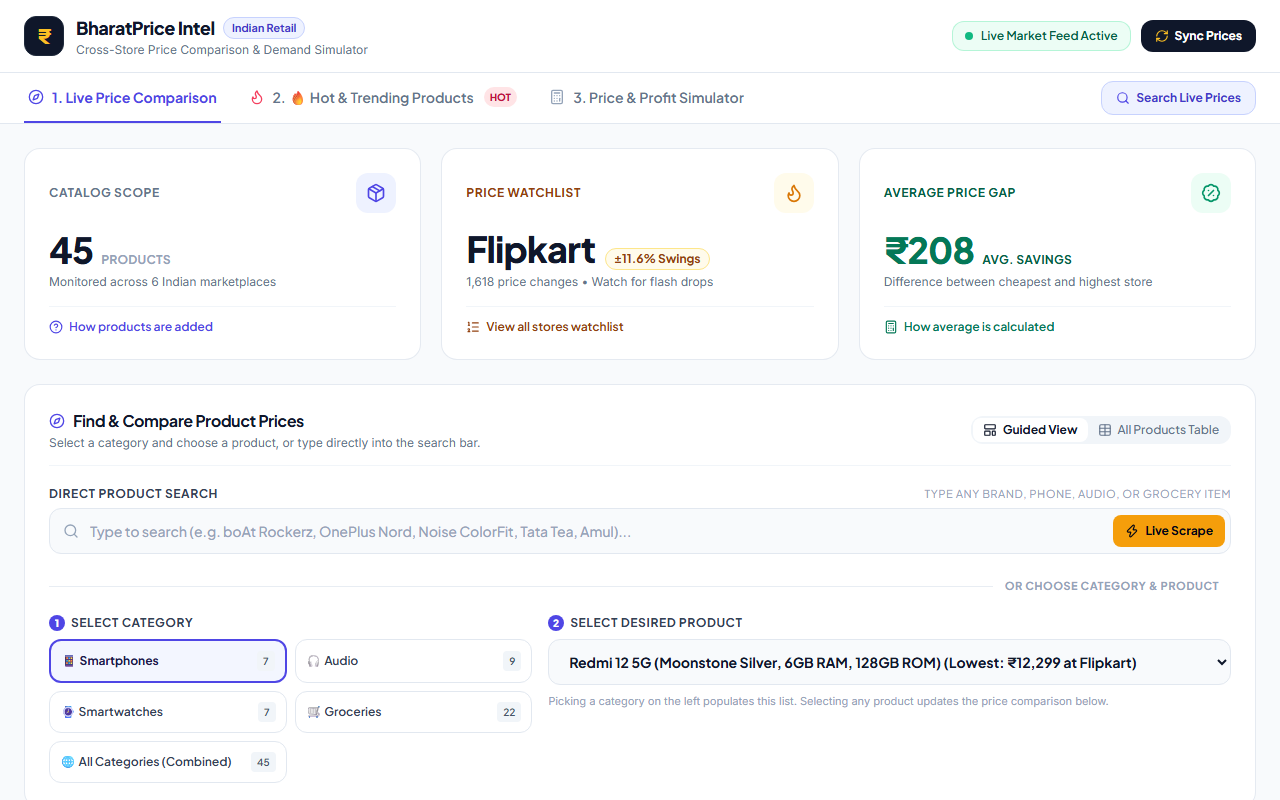 ₹
BharatPrice Intel
Indian Retail
Cross-Store Price Comparison & Demand Simulator
Live Market Feed Active
Sync Prices
1. Live Price Comparison
2. 🔥 Hot & Trending Products
HOT
3. Price & Profit Simulator
Search Live Prices
CATALOG SCOPE
45 PRODUCTS
Monitored across 6 Indian marketplaces
How products are added
PRICE WATCHLIST
Flipkart ±11.6% Swings
1,618 price changes • Watch for flash drops
View all stores watchlist
AVERAGE PRICE GAP
₹208 AVG. SAVINGS
Difference between cheapest and highest store
How average is calculated
Find & Compare Product Prices
Select a category and choose a product, or type directly into the search bar.
Guided View
All Products Table
DIRECT PRODUCT SEARCH
TYPE ANY BRAND, PHONE, AUDIO, OR GROCERY ITEM
Type to search (e.g. boAt Rockerz, OnePlus Nord, Noise ColorFit, Tata Tea, Amul)...
Live Scrape
OR CHOOSE CATEGORY & PRODUCT
1 SELECT CATEGORY
Smartphones 7
Audio 9
Smartwatches 7
Groceries 22
All Categories (Combined) 45
2 SELECT DESIRED PRODUCT
Redmi 12 5G (Moonstone Silver, 6GB RAM, 128GB ROM) (Lowest: ₹12,299 at Flipkart)
Picking a category on the left populates this list. Selecting any product updates the price comparison below.